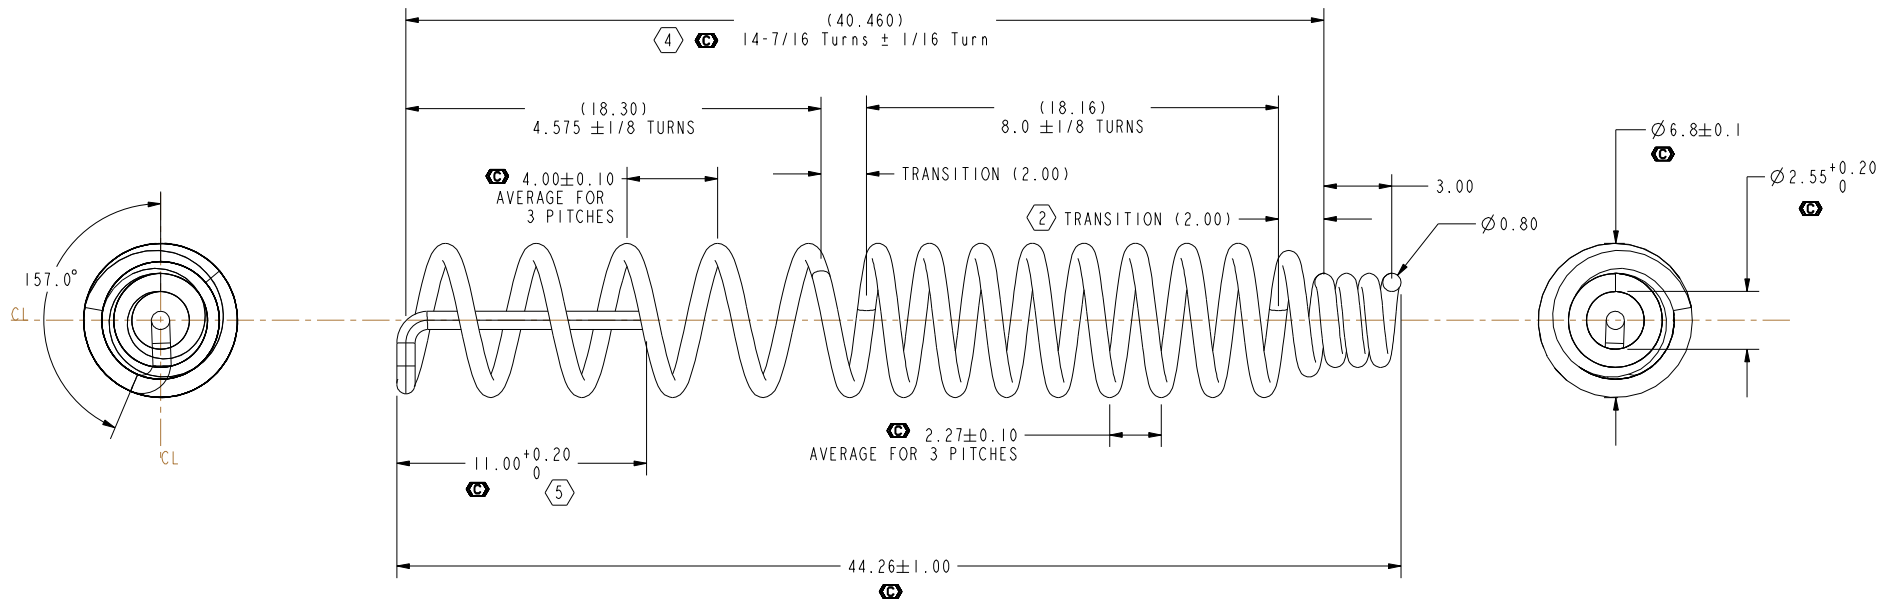 (40.460)
4 C 14-7/16 Turns ± 1/16 Turn
(18.30)
4.575 ±1/8 TURNS
(18.16)
8.0 ±1/8 TURNS
C 4.00±0.10
AVERAGE FOR
3 PITCHES
TRANSITION (2.00)
2 TRANSITION (2.00)
3.00
Ø0.80
Ø6.8±0.1
C
Ø2.55 +0.20
0
C
157.0°
CL
CL
C 2.27±0.10
AVERAGE FOR 3 PITCHES
11.00 +0.20
0
C 5
44.26±1.00
C